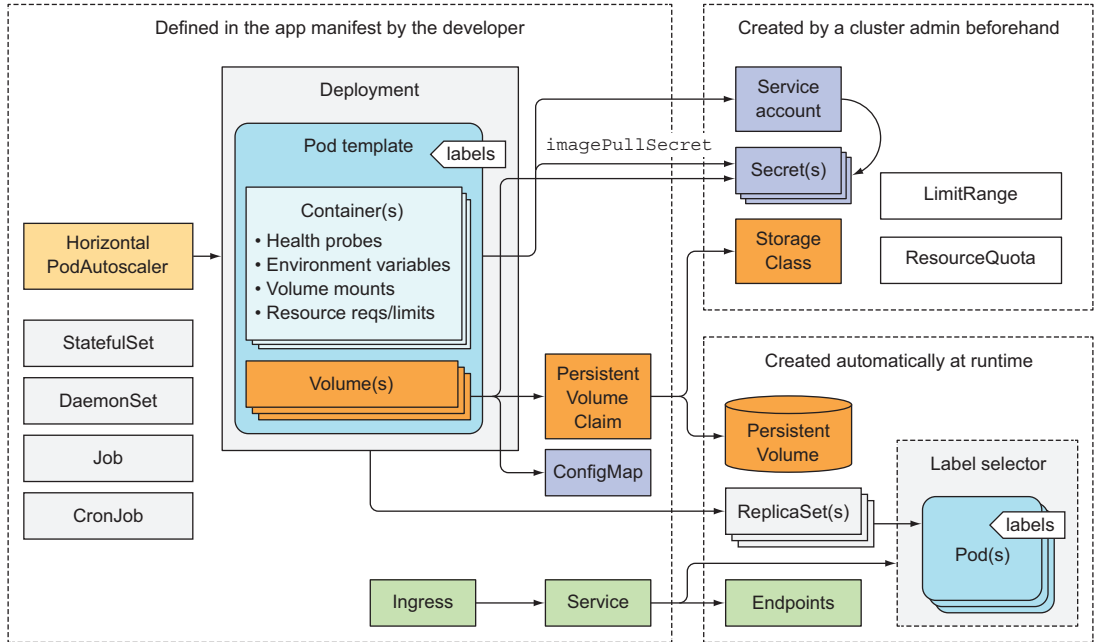 Defined in the app manifest by the developer
Deployment
Pod template
labels
Container(s)
• Health probes
• Environment variables
• Volume mounts
• Resource reqs/limits
Volume(s)
Horizontal
PodAutoscaler
StatefulSet
DaemonSet
Job
CronJob
Persistent
Volume
Claim
ConfigMap
Ingress
Service
imagePullSecret
Created by a cluster admin beforehand
Service
account
Secret(s)
Storage
Class
LimitRange
ResourceQuota
Created automatically at runtime
Persistent
Volume
ReplicaSet(s)
Endpoints
Label selector
labels
Pod(s)